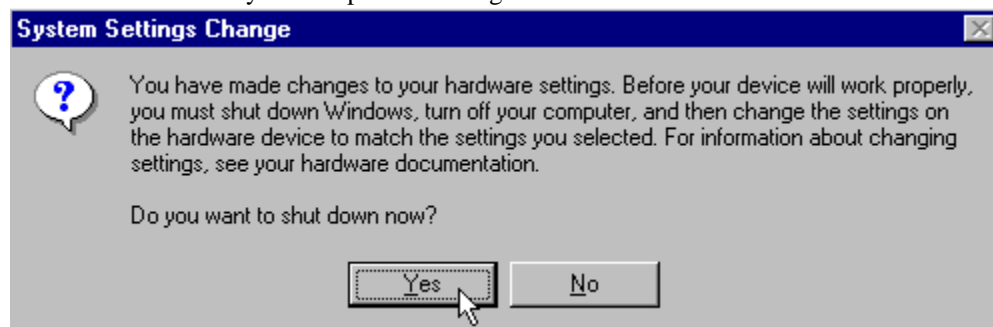 System Settings Change
You have made changes to your hardware settings. Before your device will work properly,
you must shut down Windows, turn off your computer, and then change the settings on
the hardware device to match the settings you selected. For information about changing
settings, see your hardware documentation.
Do you want to shut down now?
Yes No